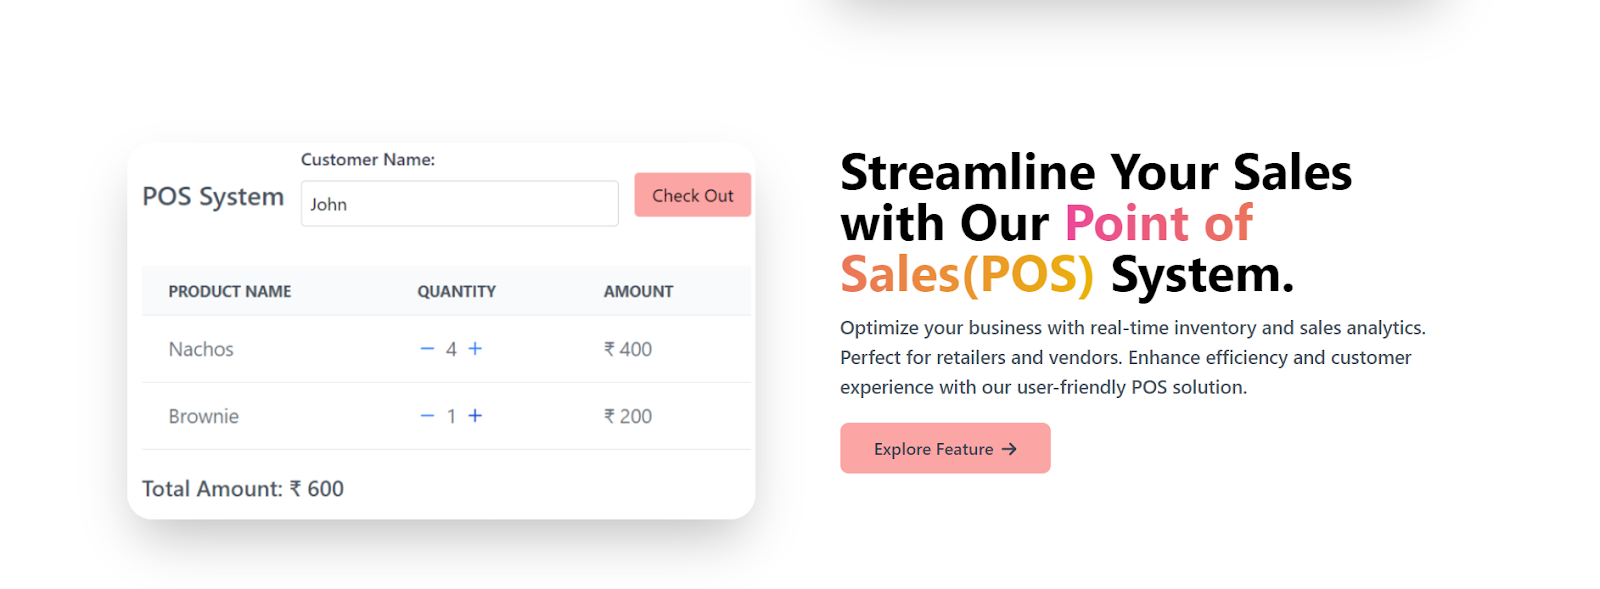 Customer Name:
POS System
John
Check Out
PRODUCT NAME QUANTITY AMOUNT
Nachos − 4 + ₹ 400
Brownie − 1 + ₹ 200
Total Amount: ₹ 600
Streamline Your Sales
with Our Point of
Sales(POS) System.
Optimize your business with real-time inventory and sales analytics.
Perfect for retailers and vendors. Enhance efficiency and customer
experience with our user-friendly POS solution.
Explore Feature →